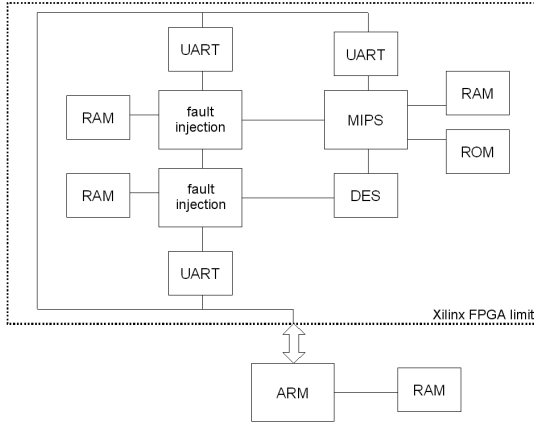 UART
UART
RAM
fault
injection
MIPS
RAM
ROM
RAM
fault
injection
DES
UART
Xilinx FPGA limit
ARM
RAM